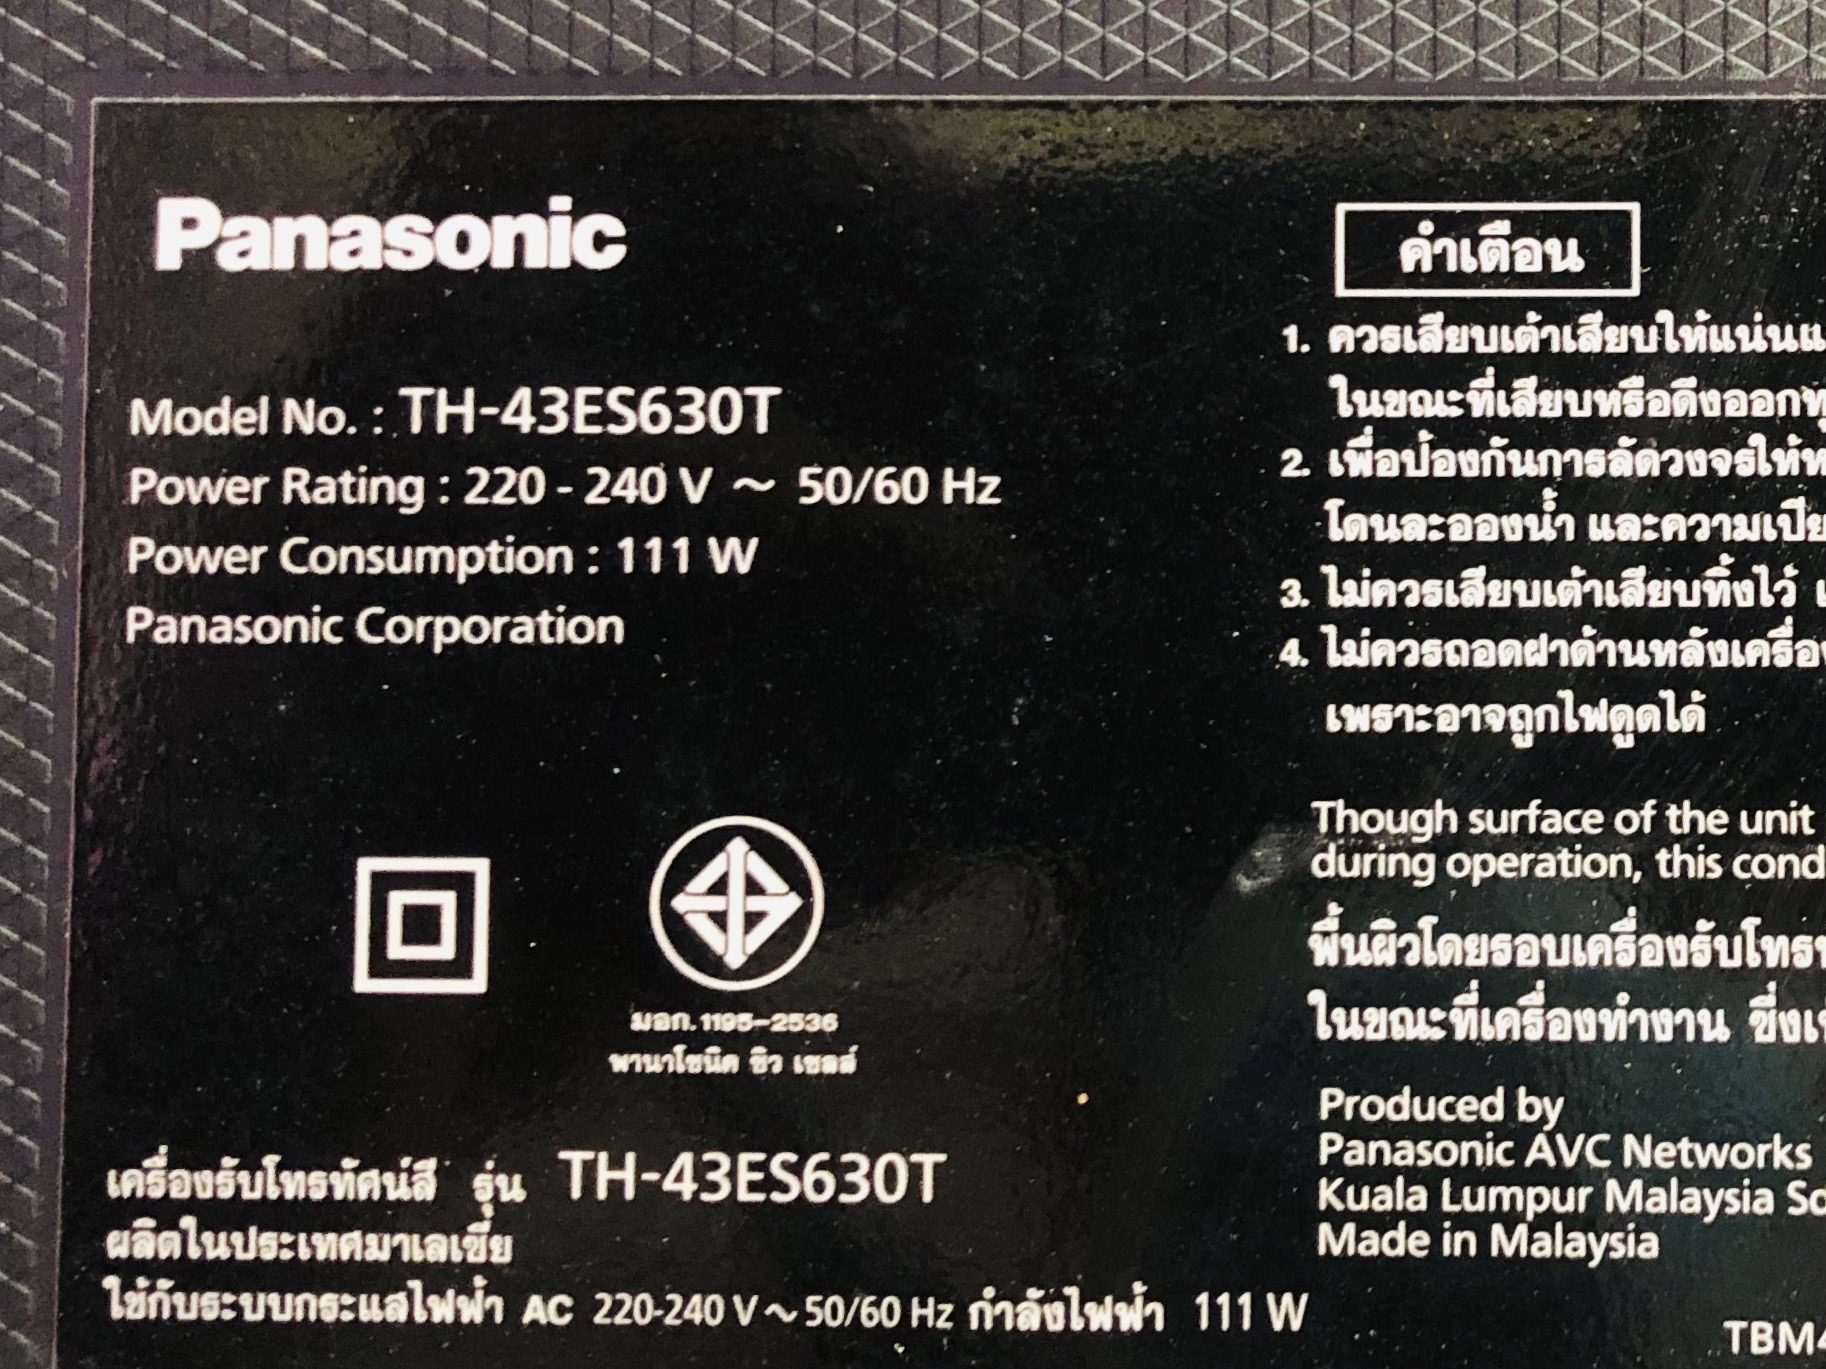 Panasonic
Model No. : TH-43ES630T
Power Rating : 220 - 240 V ～ 50/60 Hz
Power Consumption : 111 W
Panasonic Corporation
มอก.1195-2536
พานาโซนิค ซิว เซลส์
เครื่องรับโทรทัศน์สี รุ่น TH-43ES630T
ผลิตในประเทศมาเลเซีย
ใช้กับระบบกระแสไฟฟ้า AC 220-240 V～50/60 Hz กำลังไฟฟ้า 111 W
คำเตือน
1. ควรเสียบเต้าเสียบให้แน่น
ในขณะที่เสียบหรือดึงออก
2. เพื่อป้องกันการลัดวงจรให้
โดนละอองน้ำ และความ
3. ไม่ควรเสียบเต้าเสียบทิ้งไว้
4. ไม่ควรถอดฝาด้านหลังเครื่อง
เพราะอาจถูกไฟดูดได้
Though surface of the unit
during operation, this cond
พื้นผิวโดยรอบเครื่องรับ
ในขณะที่เครื่องทำงาน ซึ่ง
Produced by
Panasonic AVC Networks
Kuala Lumpur Malaysia
Made in Malaysia
TBM4